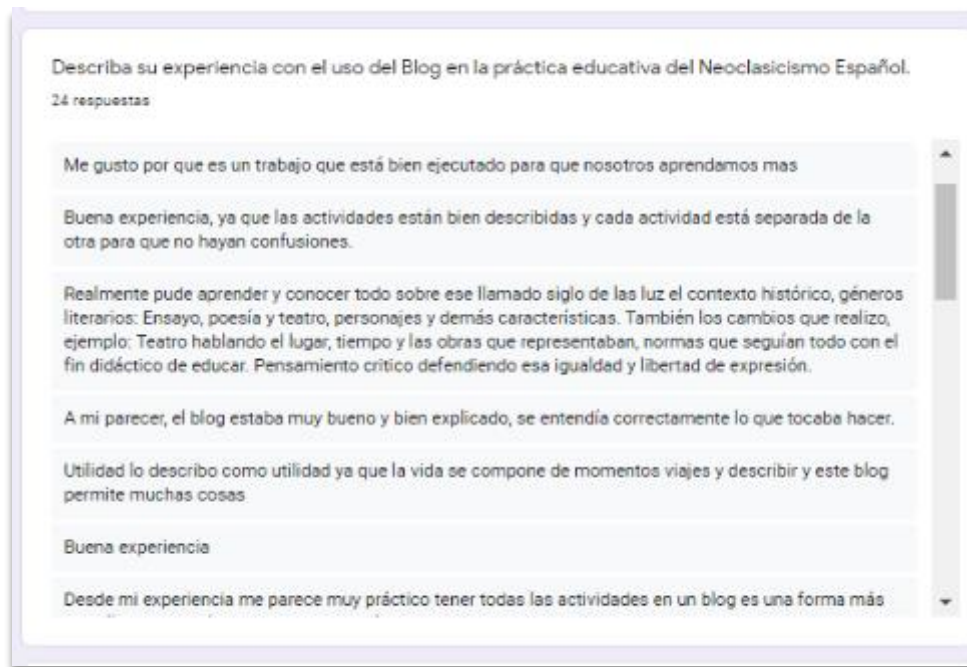 Describa su experiencia con el uso del Blog en la práctica educativa del Neoclasicismo Español.
24 respuestas
Me gusto por que es un trabajo que está bien ejecutado para que nosotros aprendamos mas
Buena experiencia, ya que las actividades están bien describidas y cada actividad está separada de la
otra para que no hayan confusiones.
Realmente pude aprender y conocer todo sobre ese llamado siglo de las luz el contexto histórico, géneros
literarios: Ensayo, poesía y teatro, personajes y demás características. También los cambios que realizo,
ejemplo: Teatro hablando el lugar, tiempo y las obras que representaban, normas que seguían todo con el
fin didáctico de educar. Pensamiento critico defendiendo esa igualdad y libertad de expresión.
A mi parecer, el blog estaba muy bueno y bien explicado, se entendía correctamente lo que tocaba hacer.
Utilidad lo describo como utilidad ya que la vida se compone de momentos viajes y describir y este blog
permite muchas cosas
Buena experiencia
Desde mi experiencia me parece muy práctico tener todas las actividades en un blog es una forma más